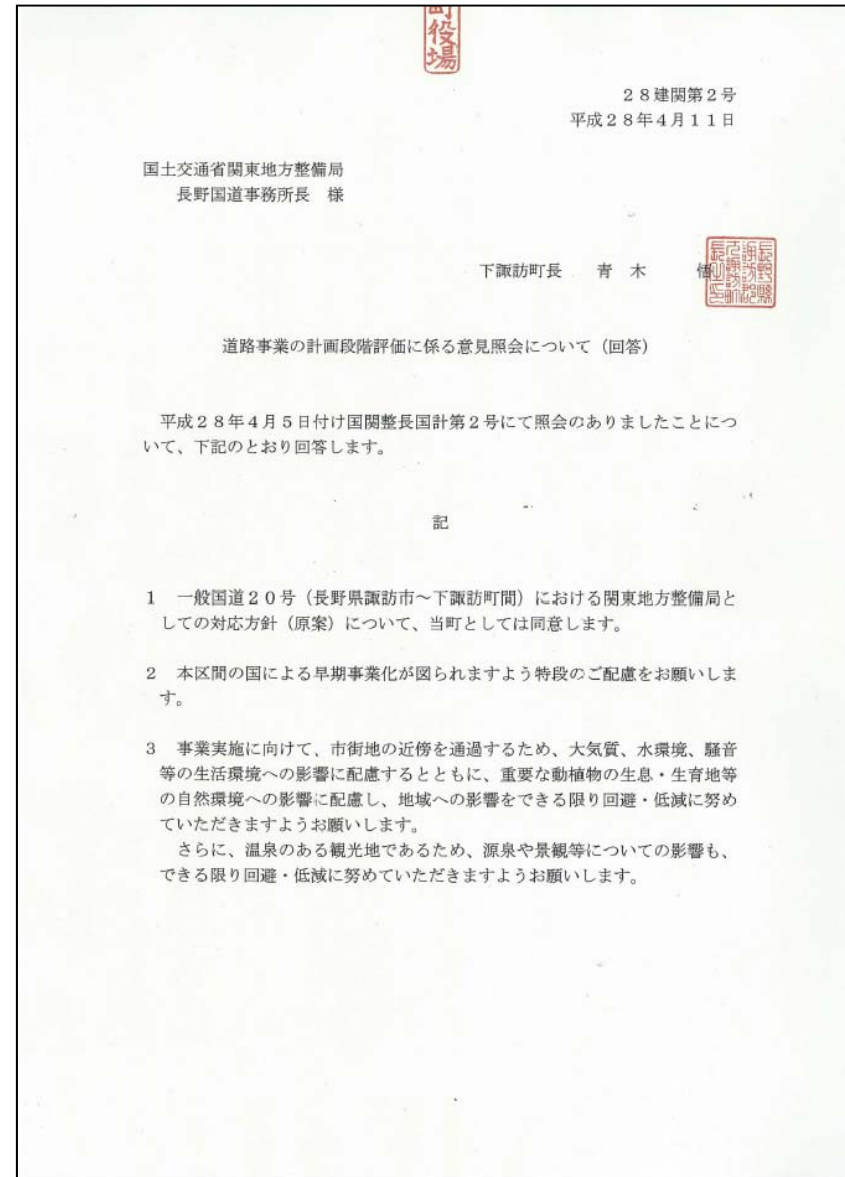 町役場
２８建関第２号
平成２８年４月１１日
国土交通省関東地方整備局
長野国道事務所長　様
下諏訪町長　青　木　　悟
長野縣諏訪郡下諏訪町長之印
道路事業の計画段階評価に係る意見照会について（回答）
平成２８年４月５日付け国関整長国計第２号にて照会のありましたことにつ
いて、下記のとおり回答します。
記
１　一般国道２０号（長野県諏訪市～下諏訪町間）における関東地方整備局と
しての対応方針（原案）について、当町としては同意します。
２　本区間の国による早期事業化が図られますよう特段のご配慮をお願いしま
す。
３　事業実施に向けて、市街地の近傍を通過するため、大気質、水環境、騒音
等の生活環境への影響に配慮するとともに、重要な動植物の生息・生育地等
の自然環境への影響に配慮し、地域への影響をできる限り回避・低減に努め
ていただきますようお願いします。
さらに、温泉のある観光地であるため、源泉や景観等についての影響も、
できる限り回避・低減に努めていただきますようお願いします。